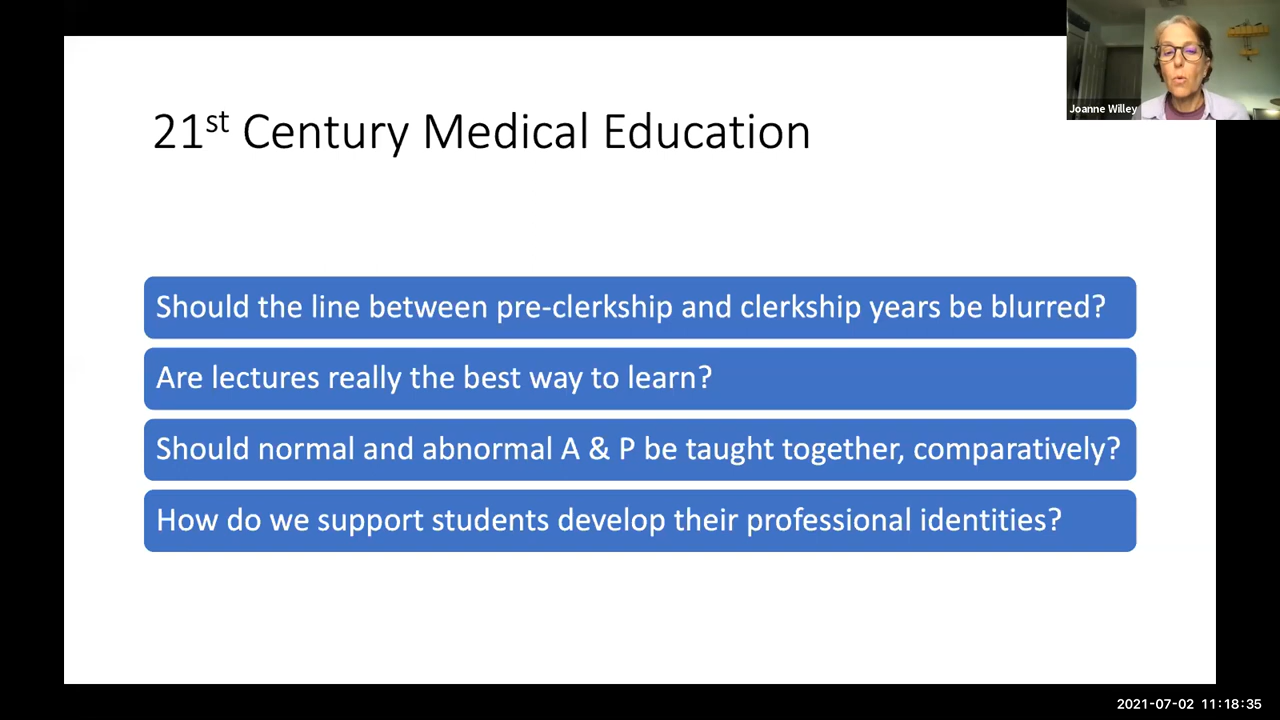 21st Century Medical Education
Joanne Willey
Should the line between pre-clerkship and clerkship years be blurred?
Are lectures really the best way to learn?
Should normal and abnormal A & P be taught together, comparatively?
How do we support students develop their professional identities?
2021-07-02 11:18:35